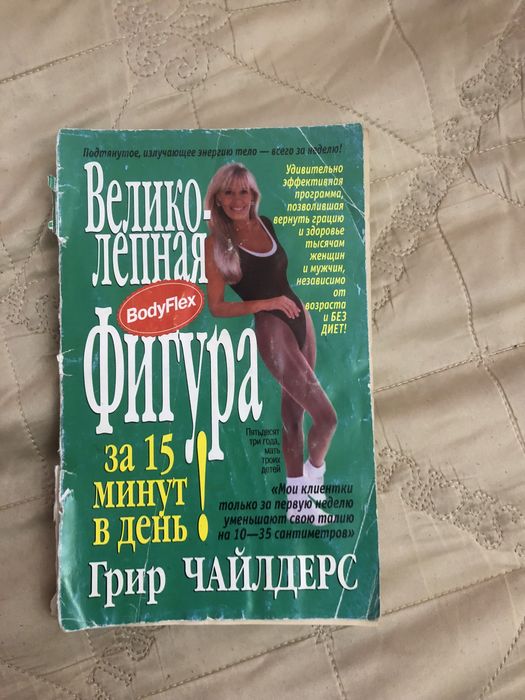 Подтянутое, излучающее энергию тело — всего за неделю!
Велико-
лепная
BodyFlex
Фигура
за 15
минут
в день!
Удивительно
эффективная
программа,
позволившая
вернуть грацию
и здоровье
тысячам
женщин
и мужчин,
независимо
от
возраста
и БЕЗ
ДИЕТ!
Пятьдесят
три года,
мать
троих
детей
«Мои клиентки
только за первую неделю
уменьшают свою талию
на 10—35 сантиметров»
Грир ЧАЙЛДЕРС